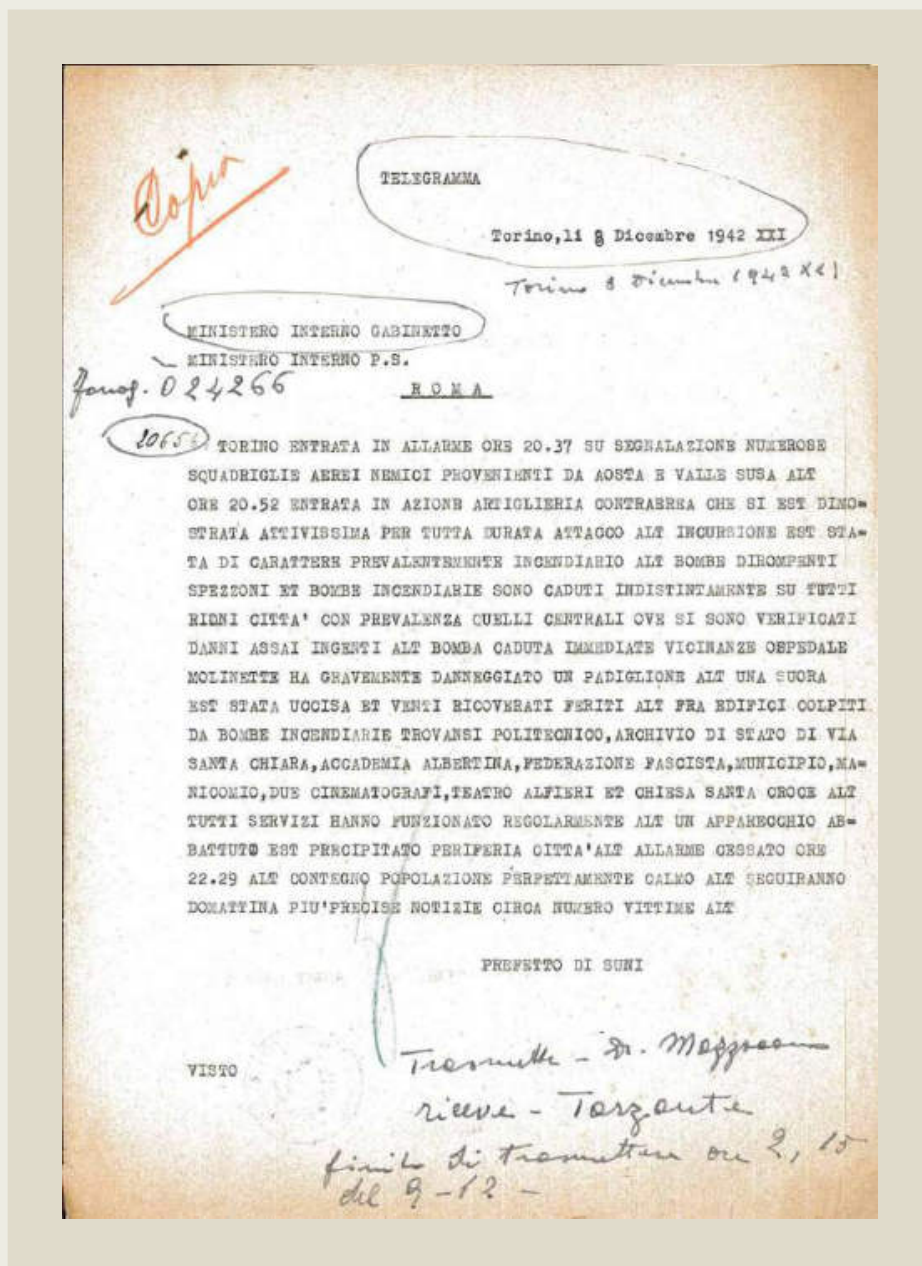 Copia
TELEGRAMMA
Torino,li 8 Dicembre 1942 XXI
Torino 8 Dicembre 1942 XXI
MINISTERO INTERNO GABINETTO
MINISTERO INTERNO P.S.
Fonog. 024266
ROMA
2065
TORINO ENTRATA IN ALLARME ORE 20.37 SU SEGNALAZIONE NUMEROSE
SQUADRIGLIE AEREI NEMICI PROVENIENTI DA AOSTA E VALLE SUSA ALT
ORE 20.52 ENTRATA IN AZIONE ARTIGLIERIA CONTRAEREA CHE SI EST DIMO=
STRATA ATTIVISSIMA PER TUTTA DURATA ATTACCO ALT INCURSIONE EST STA=
TA DI CARATTERE PREVALENTEMENTE INCENDIARIO ALT BOMBE DIROMPENTI
SPEZZONI ET BOMBE INCENDIARIE SONO CADUTI INDISTINTAMENTE SU TUTTI
RIONI CITTA' CON PREVALENZA QUELLI CENTRALI OVE SI SONO VERIFICATI
DANNI ASSAI INGENTI ALT BOMBA CADUTA IMMEDIATE VICINANZE OSPEDALE
MOLINETTE HA GRAVEMENTE DANNEGGIATO UN PADIGLIONE ALT UNA SUORA
EST STATA UCCISA ET VENTI RICOVERATI FERITI ALT FRA EDIFICI COLPITI
DA BOMBE INCENDIARIE TROVANSI POLITECNICO,ARCHIVIO DI STATO DI VIA
SANTA CHIARA,ACCADEMIA ALBERTINA,FEDERAZIONE FASCISTA,MUNICIPIO,MA=
NICOMIO,DUE CINEMATOGRAFI,TEATRO ALFIERI ET CHIESA SANTA CROCE ALT
TUTTI SERVIZI HANNO FUNZIONATO REGOLARMENTE ALT UN APPARECCHIO AB=
BATTUTO EST PRECIPITATO PERIFERIA CITTA'ALT ALLARME CESSATO ORE
22.29 ALT CONTEGNO POPOLAZIONE PERFETTAMENTE CALMO ALT SEGUIRANNO
DOMATTINA PIU'PRECISE NOTIZIE CIRCA NUMERO VITTIME ALT
PREFETTO DI SUNI
VISTO
Trasmette - Dr.
riceve - Tarzante
finito di trasmettere ore 2,15
del 9-12-